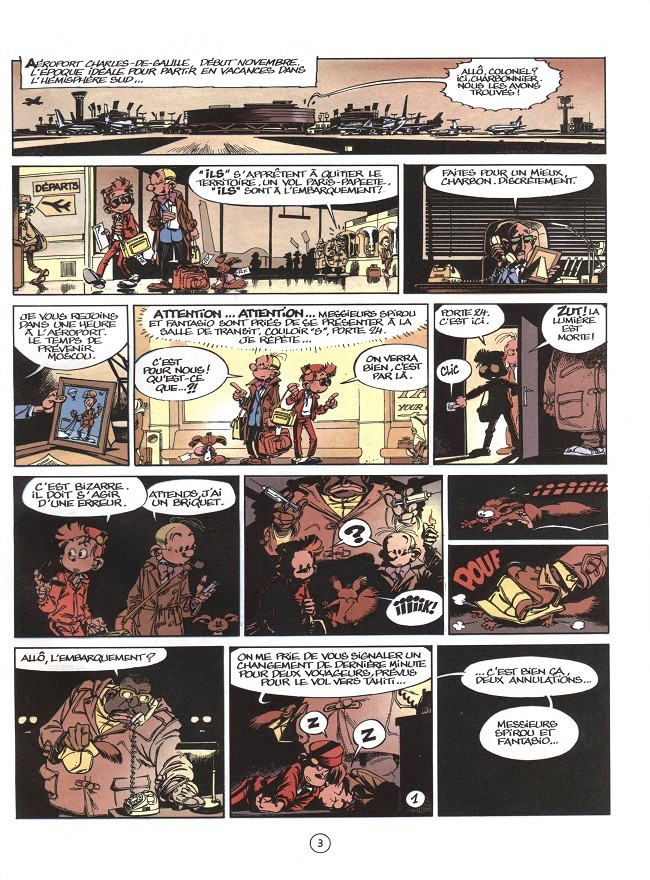 AÉROPORT CHARLES-DE-GAULLE, DÉBUT NOVEMBRE,
L'ÉPOQUE IDÉALE POUR PARTIR EN VACANCES DANS
L'HÉMISPHÈRE SUD...
ALLÔ, COLONEL?
ICI, CHARBONNIER.
NOUS LES AVONS
TROUVÉS!
DÉPARTS
"ILS" S'APPRÊTENT À QUITTER LE
TERRITOIRE. UN VOL PARIS-PAPEETE.
"ILS" SONT À L'EMBARQUEMENT!
FAITES POUR UN MIEUX,
CHARBON. DISCRÈTEMENT.
JE VOUS REJOINS
DANS UNE HEURE
À L'AÉROPORT.
LE TEMPS DE
PRÉVENIR
MOSCOU.
ATTENTION... ATTENTION... MESSIEURS SPIROU
ET FANTASIO SONT PRIÉS DE SE PRÉSENTER À LA
SALLE DE TRANSIT, COULOIR "S", PORTE 24.
JE RÉPÈTE...
C'EST
POUR NOUS!
QU'EST-CE
QUE...?!
ON VERRA
BIEN, C'EST
PAR LÀ.
YOUR
PORTE 24.
C'EST ICI.
ZUT! LA
LUMIÈRE
EST
MORTE!
CLIC
C'EST BIZARRE.
IL DOIT S'AGIR
D'UNE ERREUR.
ATTENDS, J'AI
UN BRIQUET.
?
IIIIIIK!
POUF
ALLÔ, L'EMBARQUEMENT?
ON ME PRIE DE VOUS SIGNALER UN
CHANGEMENT DE DERNIÈRE MINUTE
POUR DEUX VOYAGEURS, PRÉVUS
POUR LE VOL VERS TAHITI...
Z
Z
1
...C'EST BIEN ÇA,
DEUX ANNULATIONS...
MESSIEURS
SPIROU ET
FANTASIO...
3